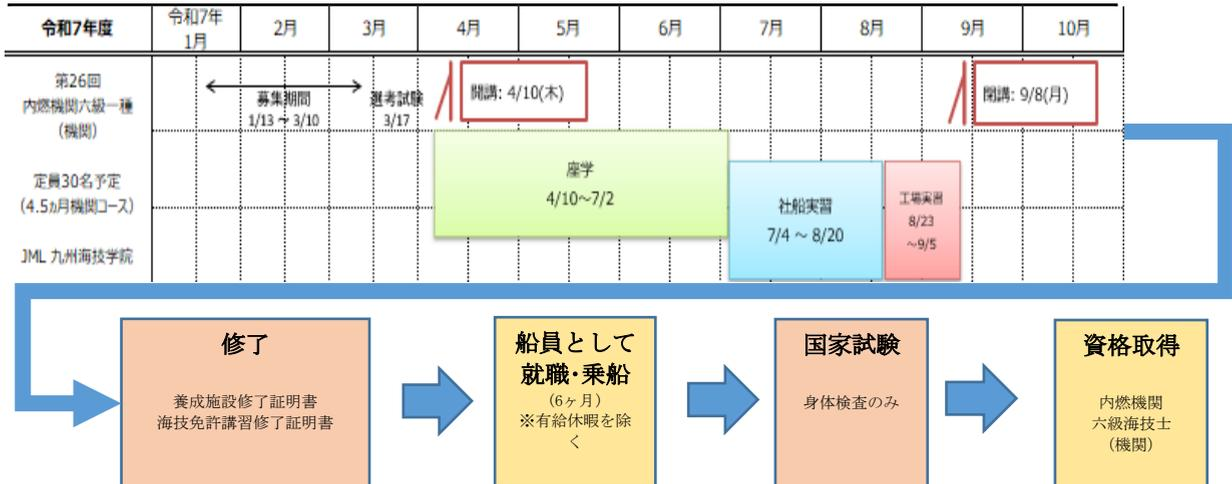 令和7年度
令和7年
1月
2月
3月
4月
5月
6月
7月
8月
9月
10月
第26回
内燃機関六級一種
(機関)
募集期間
1/13 ~ 3/10
選考試験
3/17
開講: 4/10(木)
閉講: 9/8(月)
定員30名予定
(4.5ヵ月機関コース)
JML 九州海技学院
座学
4/10~7/2
社船実習
7/4 ~ 8/20
工場実習
8/23
~9/5
修了
養成施設修了証明書
海技免許講習修了証明書
船員として
就職・乗船
(6ヶ月)
※有給休暇を除
く
国家試験
身体検査のみ
資格取得
内燃機関
六級海技士
(機関)